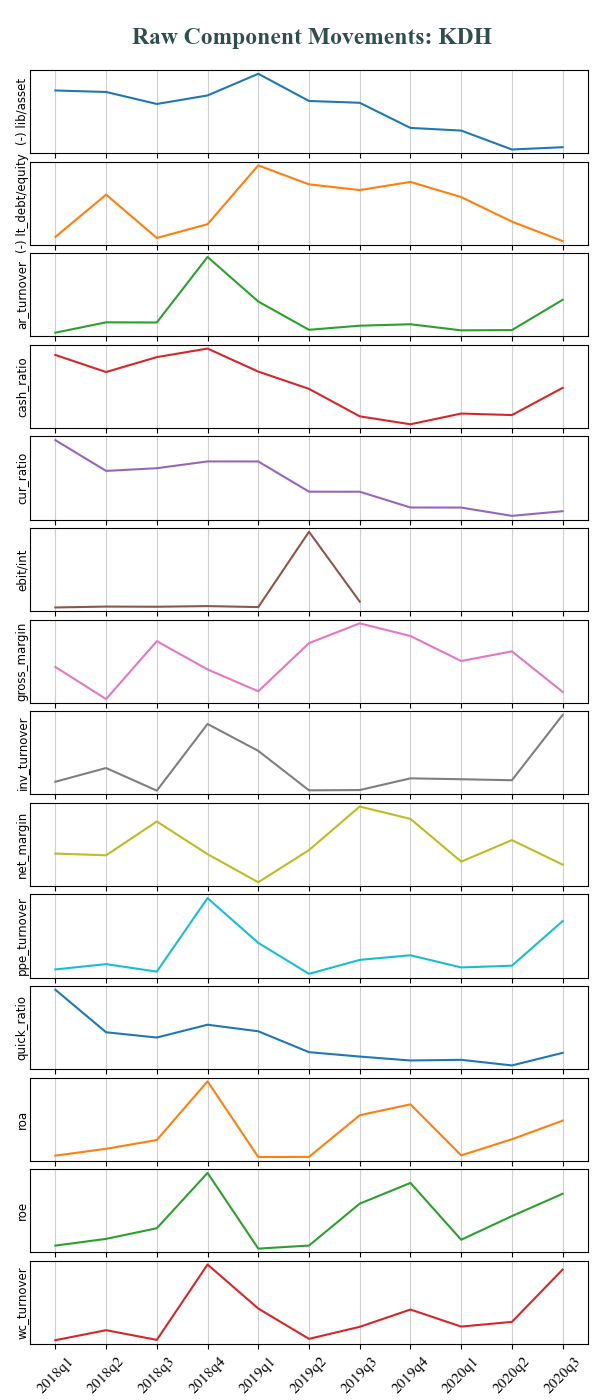 Raw Component Movements: KDH
(-) lib/asset
(-) lt_debt/equity
ar_turnover
cash_ratio
cur_ratio
ebit/int
gross_margin
inv_turnover
net_margin
ppe_turnover
quick_ratio
roa
roe
wc_turnover
2018q1 2018q2 2018q3 2018q4 2019q1 2019q2 2019q3 2019q4 2020q1 2020q2 2020q3